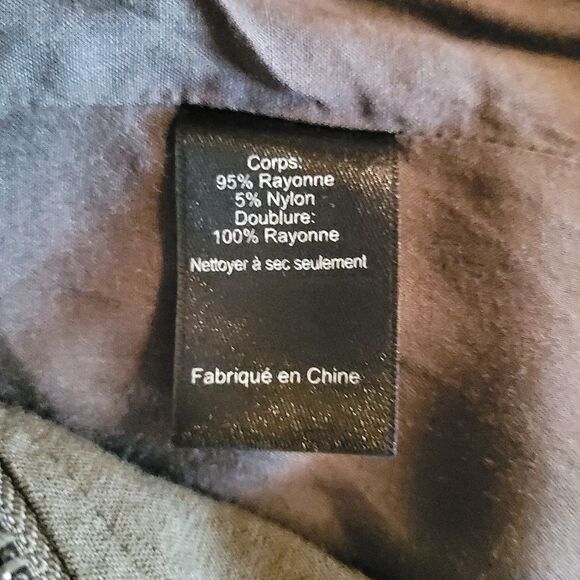 Corps:
95% Rayonne
5% Nylon
Doublure:
100% Rayonne
Nettoyer à sec seulement
Fabriqué en Chine